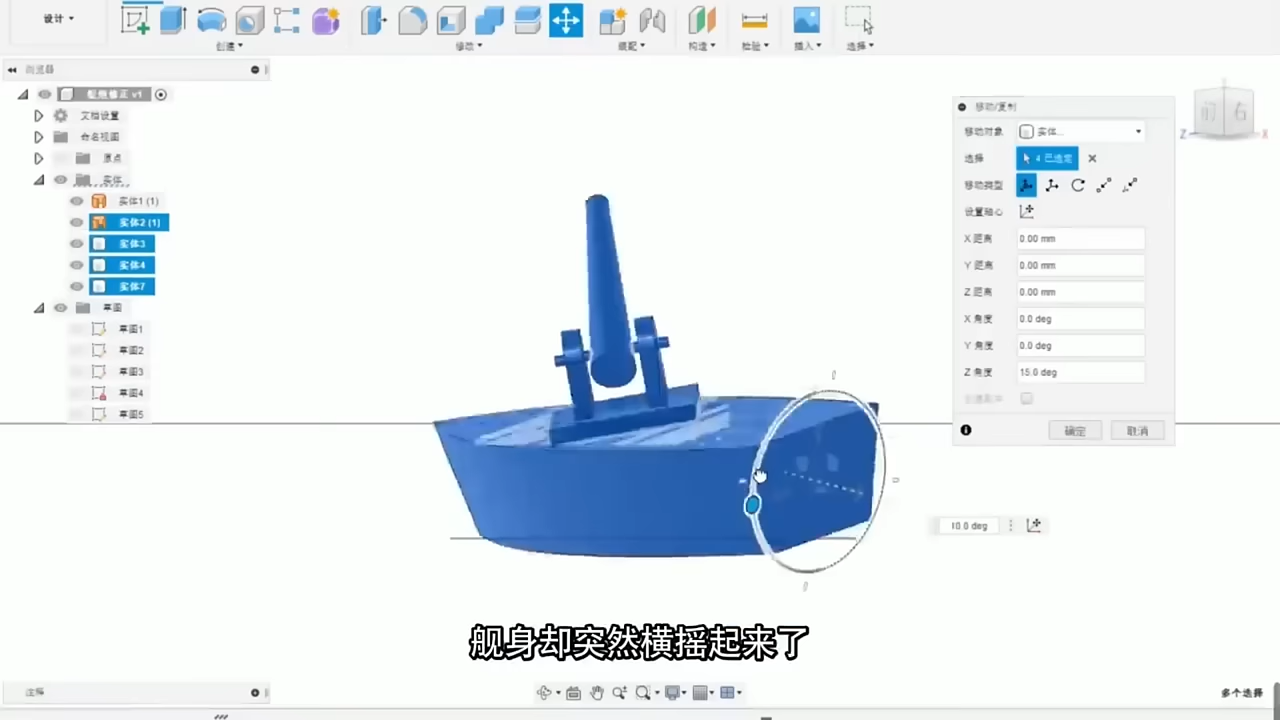 设计
创建
修改
装配
构造
检验
插入
选择
浏览器
文档设置
命名视图
原点
实体
实体1 (1)
实体2 (1)
实体3
实体4
实体7
草图
草图1
草图2
草图3
草图4
草图5
移动/复制
移动对象 实体...
选择 4 已选定
移动类型
设置轴心
X 距离 0.00 mm
Y 距离 0.00 mm
Z 距离 0.00 mm
X 角度 0.0 deg
Y 角度 0.0 deg
Z 角度 15.0 deg
创建副本
确定 取消
前 右
Z X
10.0 deg
舰身却突然横摇起来了
注释
多个选择